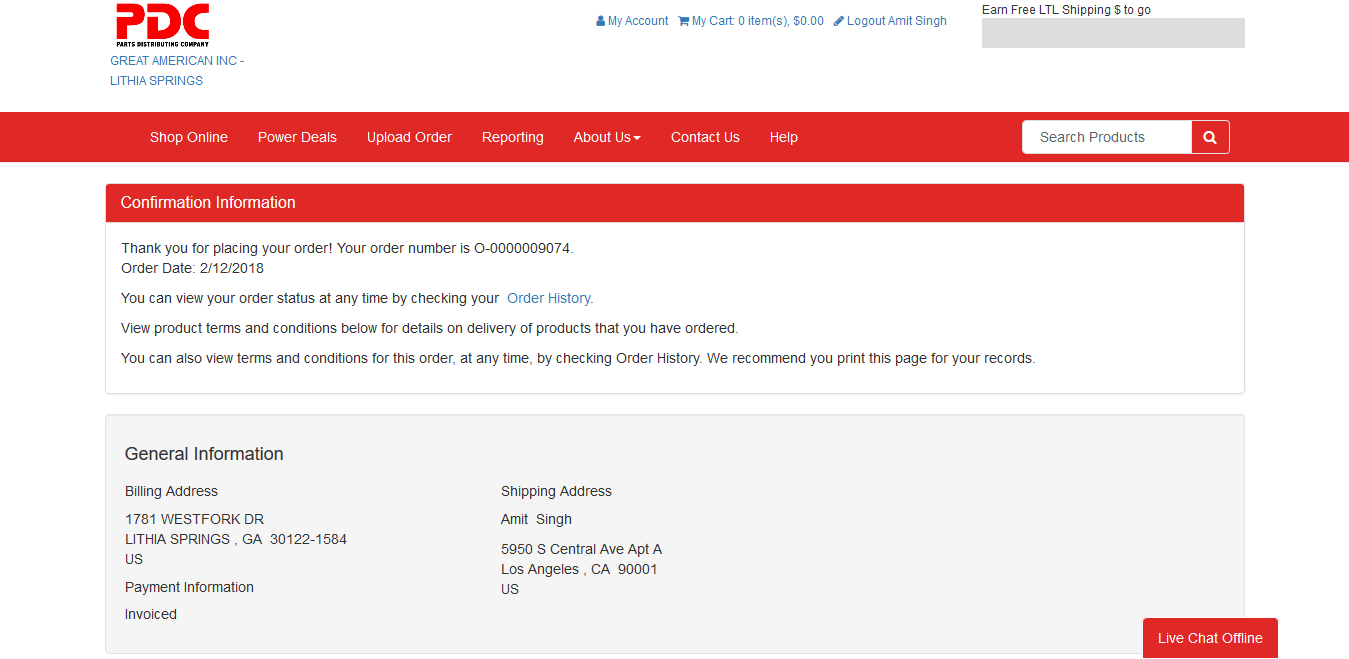 PDC
PARTS DISTRIBUTING COMPANY
GREAT AMERICAN INC -
LITHIA SPRINGS
My Account My Cart: 0 item(s), $0.00 Logout Amit Singh
Earn Free LTL Shipping $ to go
Shop Online Power Deals Upload Order Reporting About Us Contact Us Help Search Products
Confirmation Information
Thank you for placing your order! Your order number is O-0000009074.
Order Date: 2/12/2018
You can view your order status at any time by checking your Order History.
View product terms and conditions below for details on delivery of products that you have ordered.
You can also view terms and conditions for this order, at any time, by checking Order History. We recommend you print this page for your records.
General Information
Billing Address
1781 WESTFORK DR
LITHIA SPRINGS , GA 30122-1584
US
Payment Information
Invoiced
Shipping Address
Amit Singh
5950 S Central Ave Apt A
Los Angeles , CA 90001
US
Live Chat Offline